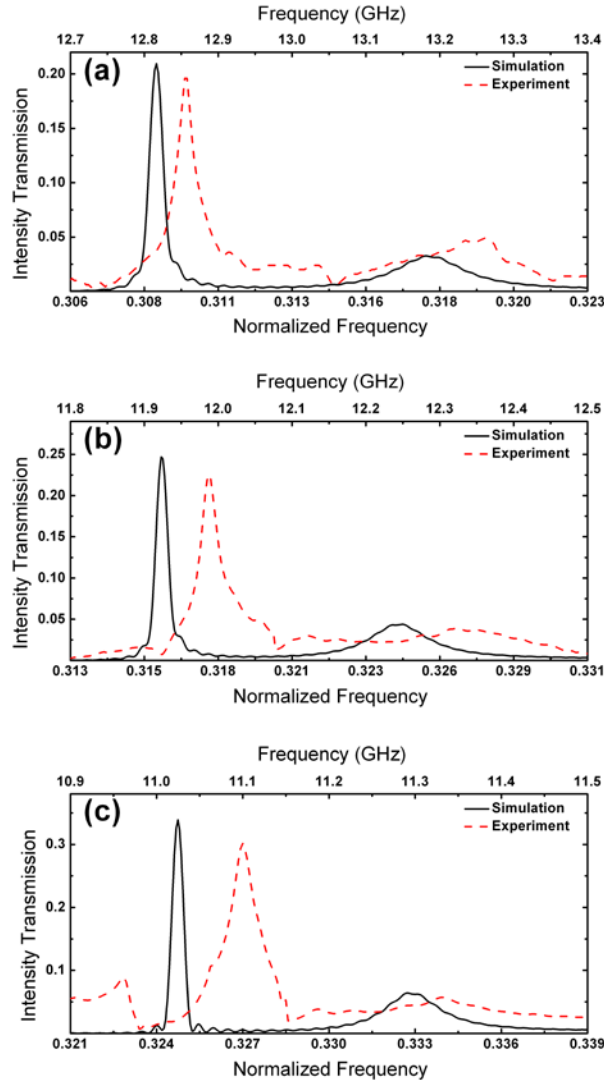 Frequency (GHz)
12.7 12.8 12.9 13.0 13.1 13.2 13.3 13.4
(a)
Simulation
Experiment
0.20
0.15
0.10
0.05
Intensity Transmission
0.306 0.308 0.311 0.313 0.316 0.318 0.320 0.323
Normalized Frequency
Frequency (GHz)
11.8 11.9 12.0 12.1 12.2 12.3 12.4 12.5
(b)
Simulation
Experiment
0.25
0.20
0.15
0.10
0.05
Intensity Transmission
0.313 0.315 0.318 0.321 0.323 0.326 0.329 0.331
Normalized Frequency
Frequency (GHz)
10.9 11.0 11.1 11.2 11.3 11.4 11.5
(c)
Simulation
Experiment
0.3
0.2
0.1
Intensity Transmission
0.321 0.324 0.327 0.330 0.333 0.336 0.339
Normalized Frequency